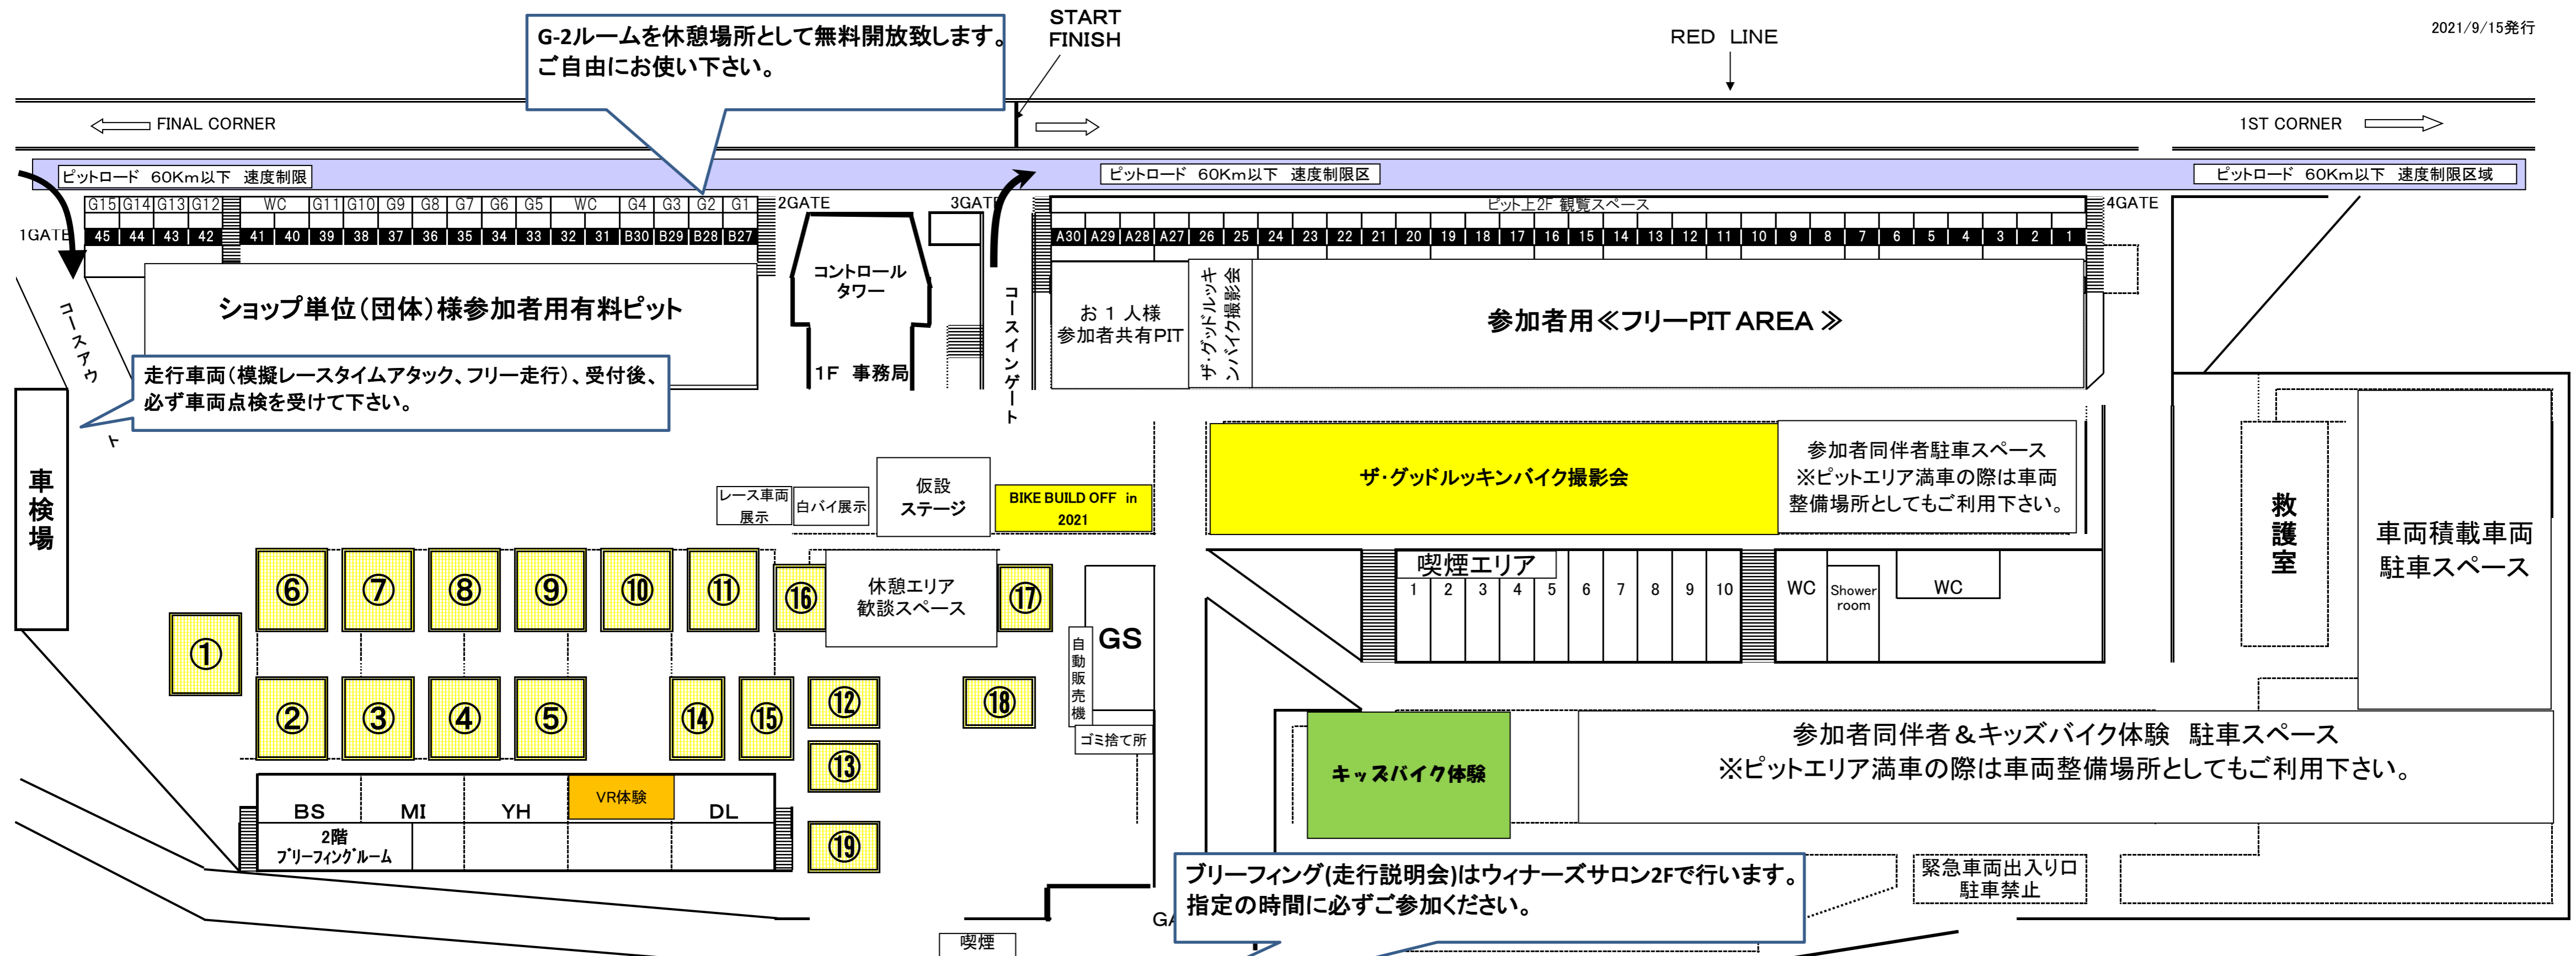 2021/9/15発行
START
FINISH
RED LINE
G-2ルームを休憩場所として無料開放致します。
ご自由にお使い下さい。
FINAL CORNER
1ST CORNER
ピットロード 60Km以下 速度制限
ピットロード 60Km以下 速度制限区
ピットロード 60Km以下 速度制限区域
G15 G14 G13 G12 WC G11 G10 G9 G8 G7 G6 G5 WC G4 G3 G2 G1
2GATE
3GATE
ピット上2F 観覧スペース
4GATE
1GATE
45 44 43 42 41 40 39 38 37 36 35 34 33 32 31 B30 B29 B28 B27
A30 A29 A28 A27 26 25 24 23 22 21 20 19 18 17 16 15 14 13 12 11 10 9 8 7 6 5 4 3 2 1
ショップ単位(団体)様参加者用有料ピット
コントロール
タワー
1F 事務局
コースインゲート
お 1 人様
参加者共有PIT
ザ・グッドルッキ
ンバイク撮影会
参加者用≪フリーPIT AREA ≫
コースアウ
ト
走行車両(模擬レースタイムアタック、フリー走行)、受付後、
必ず車両点検を受けて下さい。
車検場
レース車両
展示
白バイ展示
仮設
ステージ
BIKE BUILD OFF in
2021
ザ・グッドルッキンバイク撮影会
参加者同伴者駐車スペース
※ピットエリア満車の際は車両
整備場所としてもご利用下さい。
救護室
車両積載車両
駐車スペース
⑥ ⑦ ⑧ ⑨ ⑩ ⑪ ⑯
休憩エリア
歓談スペース
⑰
GS
自動販売機
ゴミ捨て所
喫煙エリア
1 2 3 4 5 6 7 8 9 10
WC
Shower
room
WC
①
② ③ ④ ⑤ ⑭ ⑮ ⑫ ⑱
⑬
⑲
キッズバイク体験
参加者同伴者&キッズバイク体験 駐車スペース
※ピットエリア満車の際は車両整備場所としてもご利用下さい。
BS MI YH VR体験 DL
2階
ブリーフィングルーム
ブリーフィング(走行説明会)はウィナーズサロン2Fで行います。
指定の時間に必ずご参加ください。
緊急車両出入り口
駐車禁止
喫煙